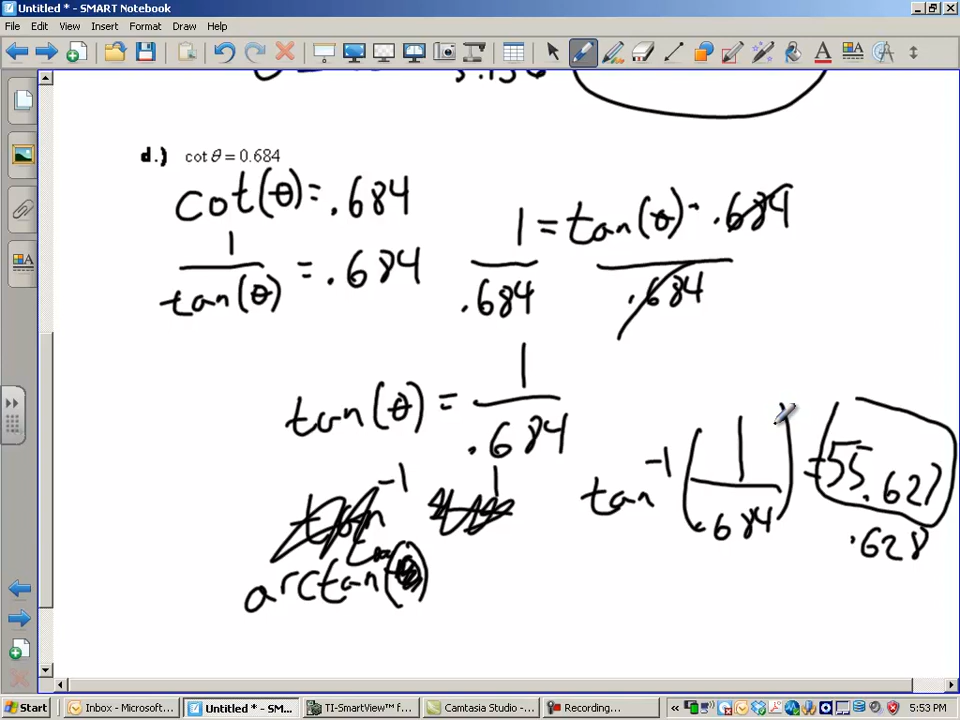 Untitled * - SMART Notebook
File Edit View Insert Format Draw Help
d.) cot θ = 0.684
cot(θ) = .684
1 = tan(θ) · .684
1
tan(θ) = .684
.684 .684
tan(θ) = 1
.684
-1 1
tan
arctan(
tan -1 ( 1
.684 ) = 55.627
.628
Start Inbox - Microsoft... Untitled * - SM... TI-SmartView™ f... Camtasia Studio - ... Recording... 5:53 PM